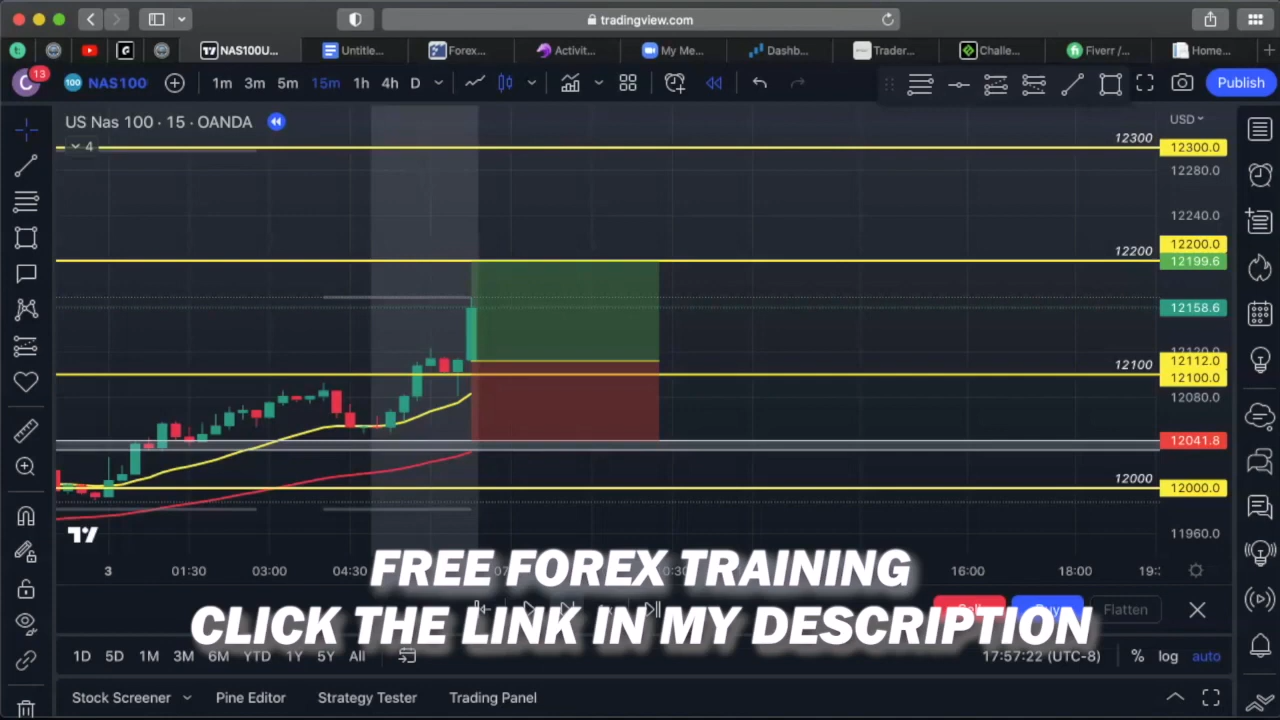 tradingview.com
NAS100U...
Untitle...
Forex...
Activit...
My Me...
Dashb...
Trader...
Challe...
Fiverr /...
Home...
C 13 100 NAS100 1m 3m 5m 15m 1h 4h D Publish
US Nas 100 · 15 · OANDA
USD
4
12300 12300.0
12280.0
12240.0
12200.0
12200 12199.6
12158.6
12120.0
12112.0
12100 12100.0
12080.0
12041.8
12000 12000.0
11960.0
3 01:30 03:00 04:30 16:00 18:00 19:
FREE FOREX TRAINING
CLICK THE LINK IN MY DESCRIPTION
Flatten
1D 5D 1M 3M 6M YTD 1Y 5Y All 17:57:22 (UTC-8) % log auto
Stock Screener Pine Editor Strategy Tester Trading Panel